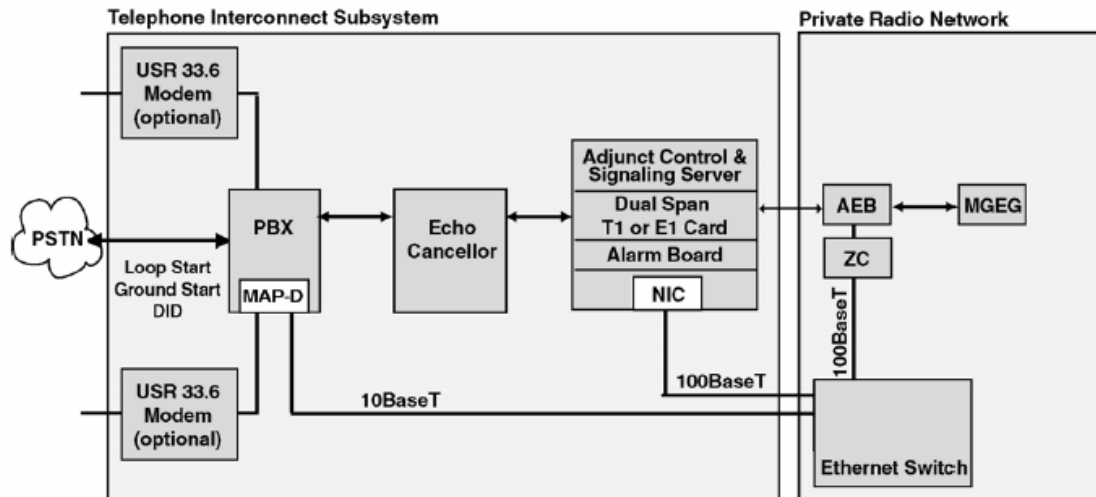 Telephone Interconnect Subsystem
Private Radio Network
USR 33.6
Modem
(optional)
PSTN
Loop Start
Ground Start
DID
PBX
MAP-D
Echo
Cancellor
Adjunct Control &
Signaling Server
Dual Span
T1 or E1 Card
Alarm Board
NIC
AEB
MGEG
ZC
100BaseT
100BaseT
10BaseT
USR 33.6
Modem
(optional)
Ethernet Switch